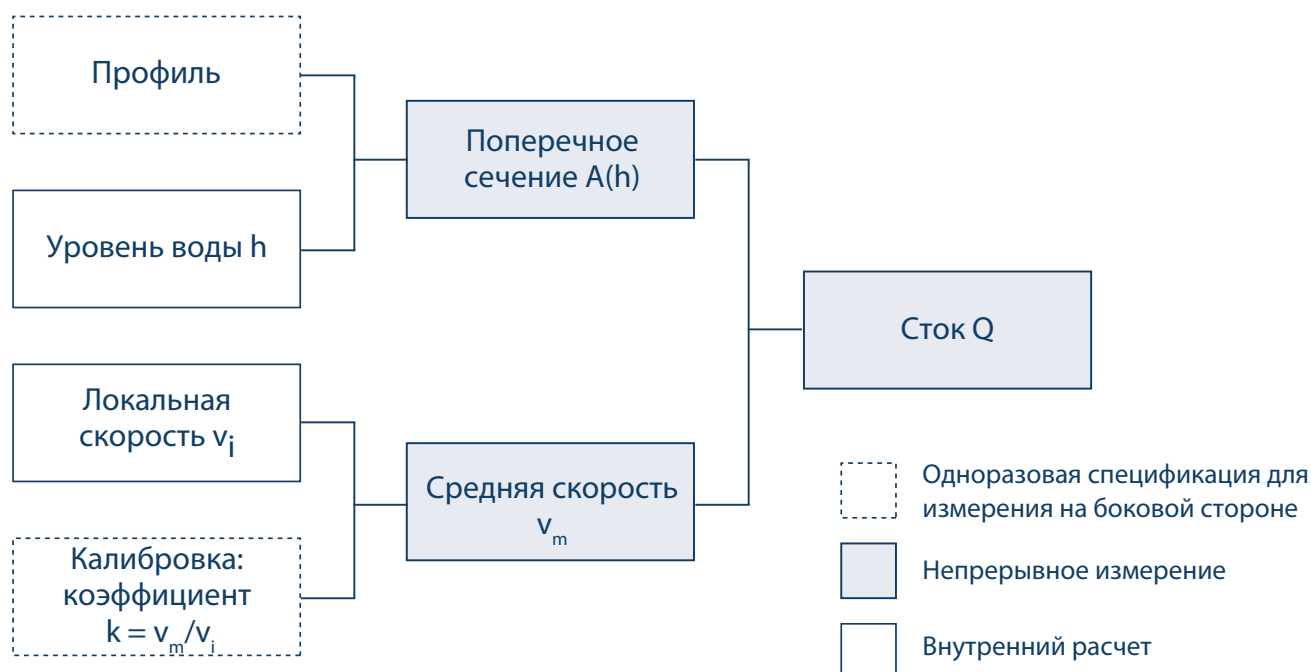 Профиль
Уровень воды h
Поперечное
сечение A(h)
Локальная
скорость vi
Калибровка:
коэффициент
k = vm/vi
Средняя скорость
vm
Сток Q
Одноразовая спецификация для
измерения на боковой стороне
Непрерывное измерение
Внутренний расчет